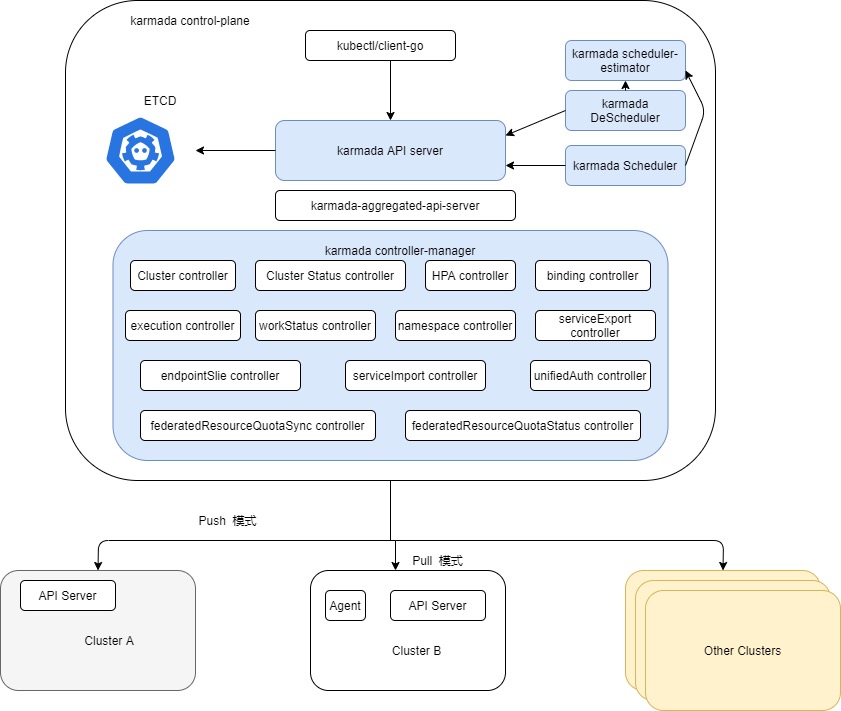 karmada control-plane
kubectl/client-go
karmada scheduler-
estimator
ETCD
karmada
DeScheduler
karmada API server
karmada Scheduler
karmada-aggregated-api-server
karmada controller-manager
Cluster controller
Cluster Status controller
HPA controller
binding controller
execution controller
workStatus controller
namespace controller
serviceExport
controller
endpointSlie controller
serviceImport controller
unifiedAuth controller
federatedResourceQuotaSync controller
federatedResourceQuotaStatus controller
Push 模式
Pull 模式
API Server
Cluster A
Agent
API Server
Cluster B
Other Clusters